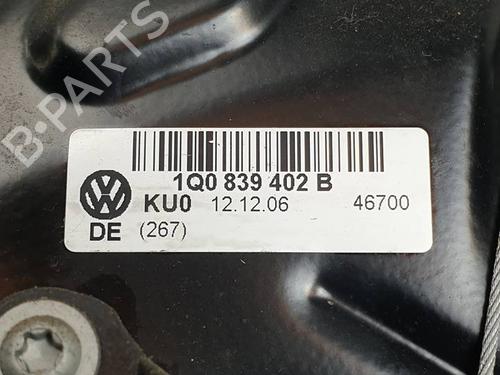 B-PARTS
1Q0 839 402 B
KU0 12.12.06 46700
DE (267)